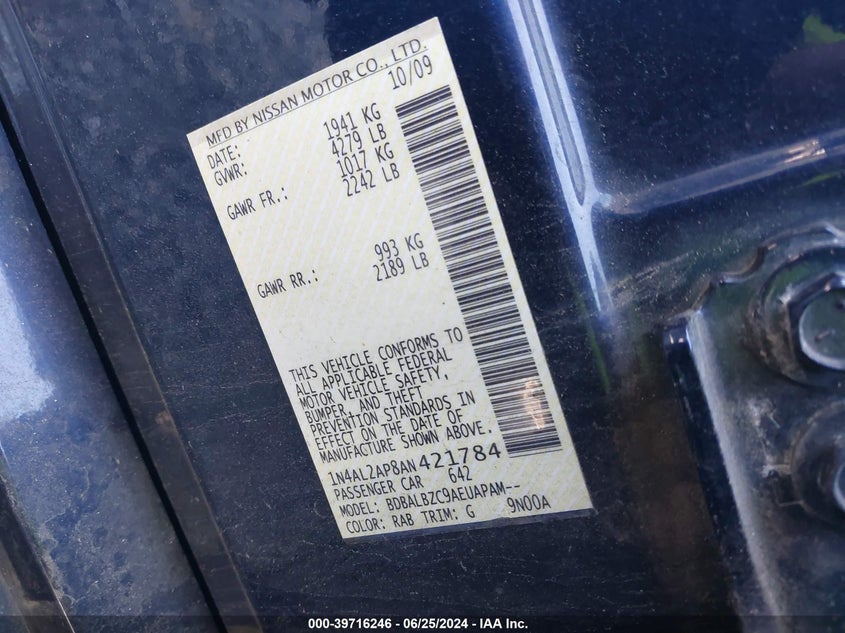 MFD BY NISSAN MOTOR CO., LTD.
DATE: 10/09
GVWR: 1941 KG
4279 LB
GAWR FR.: 1017 KG
2242 LB
GAWR RR.: 993 KG
2189 LB
THIS VEHICLE CONFORMS TO
ALL APPLICABLE FEDERAL
MOTOR VEHICLE SAFETY,
BUMPER, AND THEFT
PREVENTION STANDARDS IN
EFFECT ON THE DATE OF
MANUFACTURE SHOWN ABOVE.
1N4AL2AP8AN421784
PASSENGER CAR 642
MODEL: BDBALBZC9AEUAPAM--
COLOR: RAB TRIM: G 9N00A
000-39716246 - 06/25/2024 - IAA Inc.